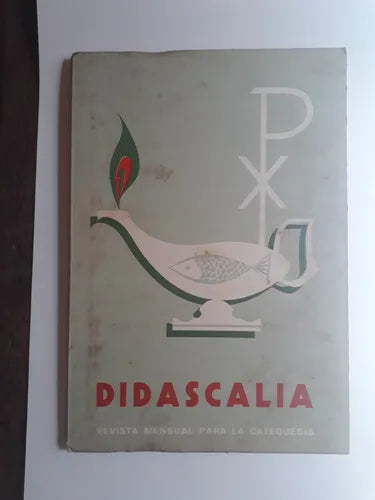 DIDASCALIA
REVISTA MENSUAL PARA LA CATEQUESIS